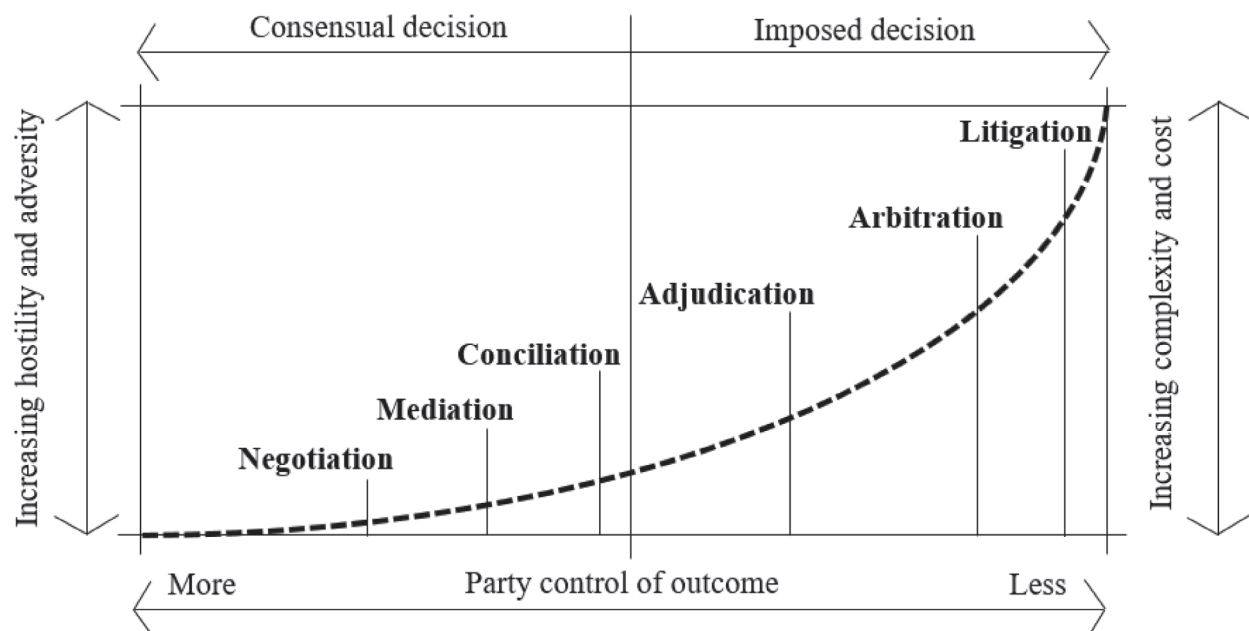 Consensual decision
Imposed decision
Increasing hostility and adversity
Increasing complexity and cost
Litigation
Arbitration
Adjudication
Conciliation
Mediation
Negotiation
More
Party control of outcome
Less